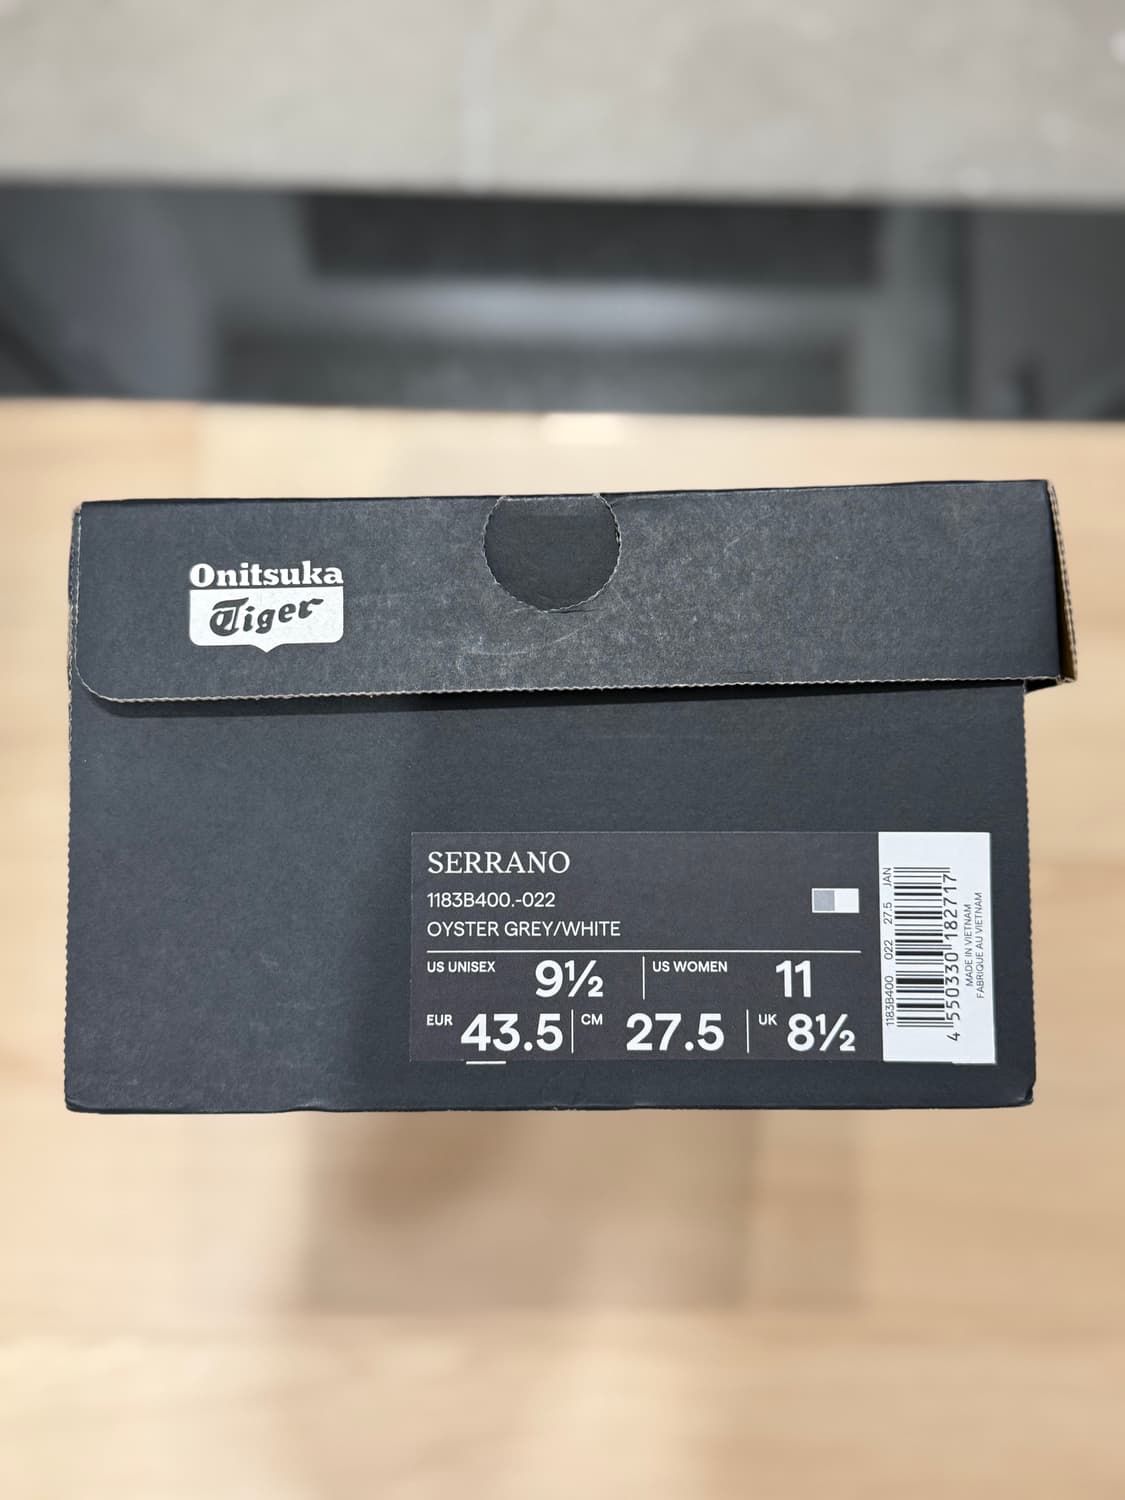 Onitsuka
Tiger
SERRANO
1183B400.-022
OYSTER GREY/WHITE
US UNISEX 9½ US WOMEN 11
EUR 43.5 CM 27.5 UK 8½
1183B400 022 27.5 JAN
4 550330 182717
MADE IN VIETNAM
FABRIQUE AU VIETNAM